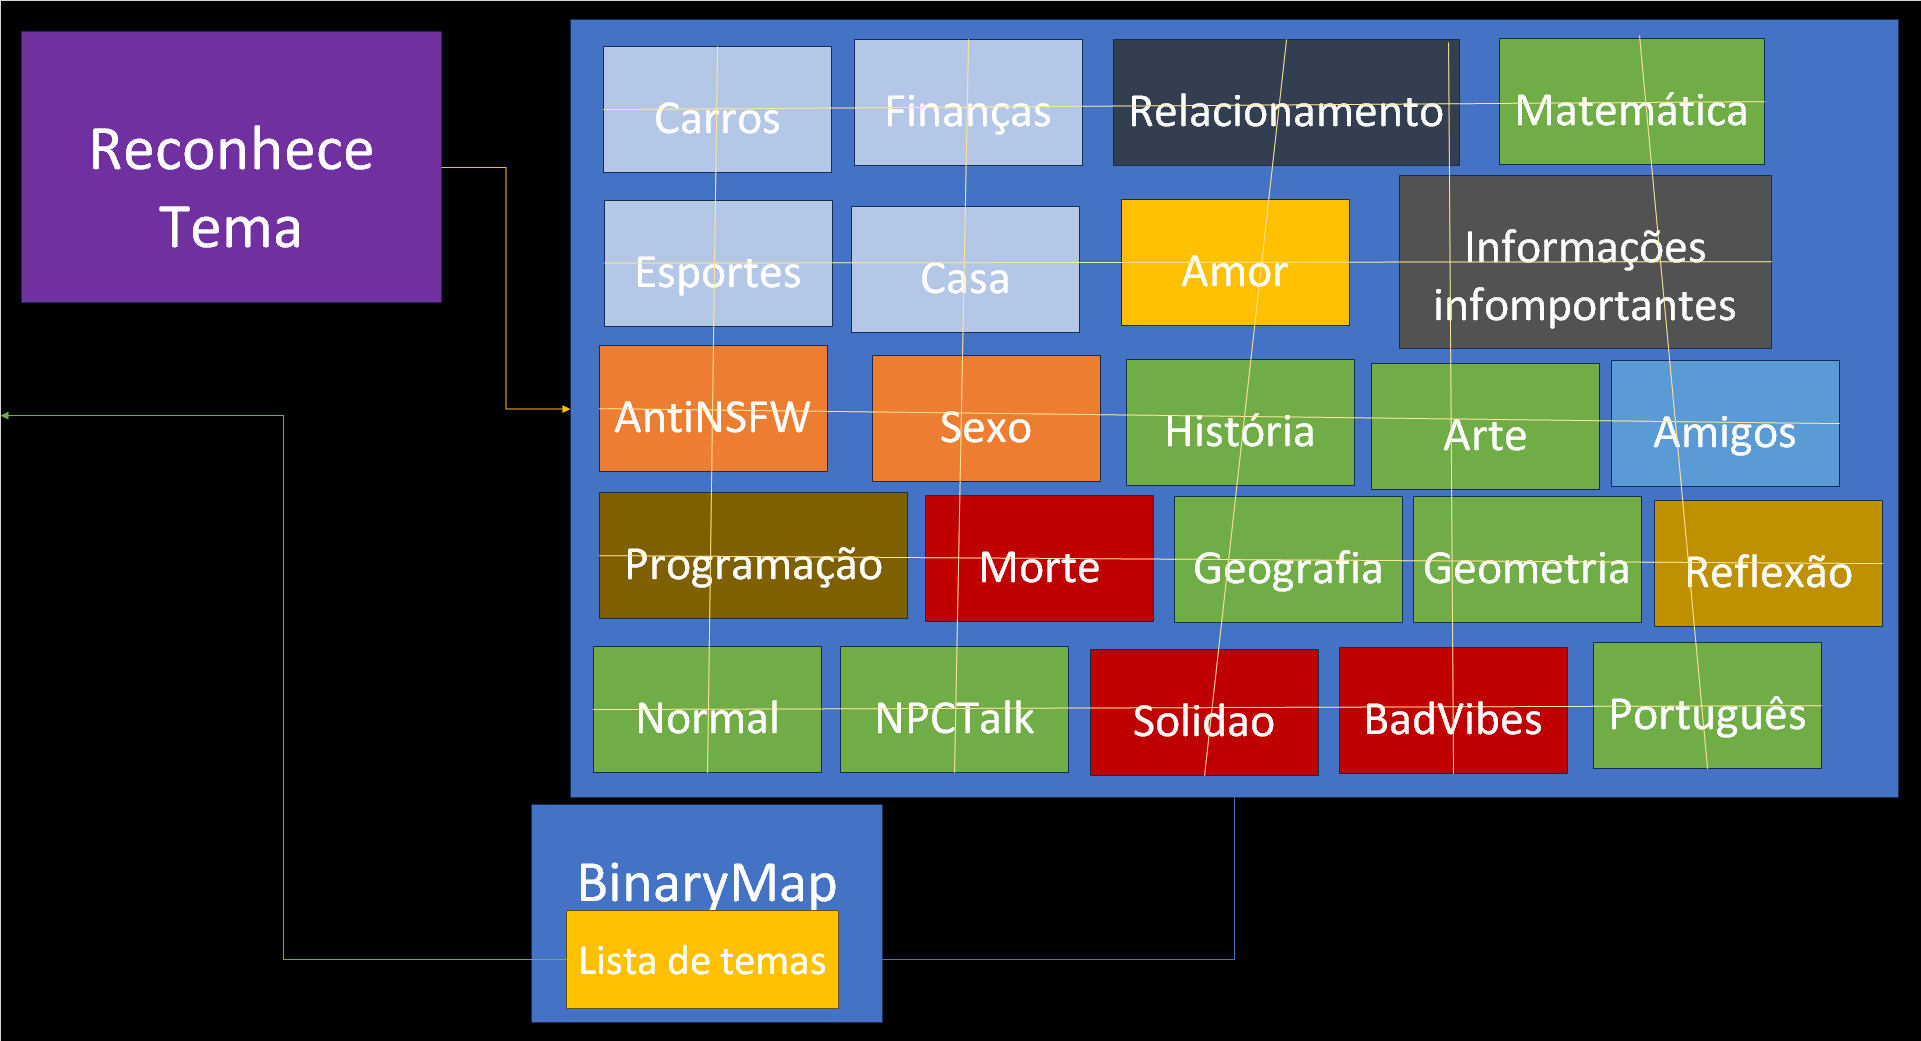 Reconhece
Tema
Carros
Finanças
Relacionamento
Matemática
Esportes
Casa
Amor
Informações
infomportantes
AntiNSFW
Sexo
História
Arte
Amigos
Programação
Morte
Geografia
Geometria
Reflexão
Normal
NPCTalk
Solidao
BadVibes
Português
BinaryMap
Lista de temas